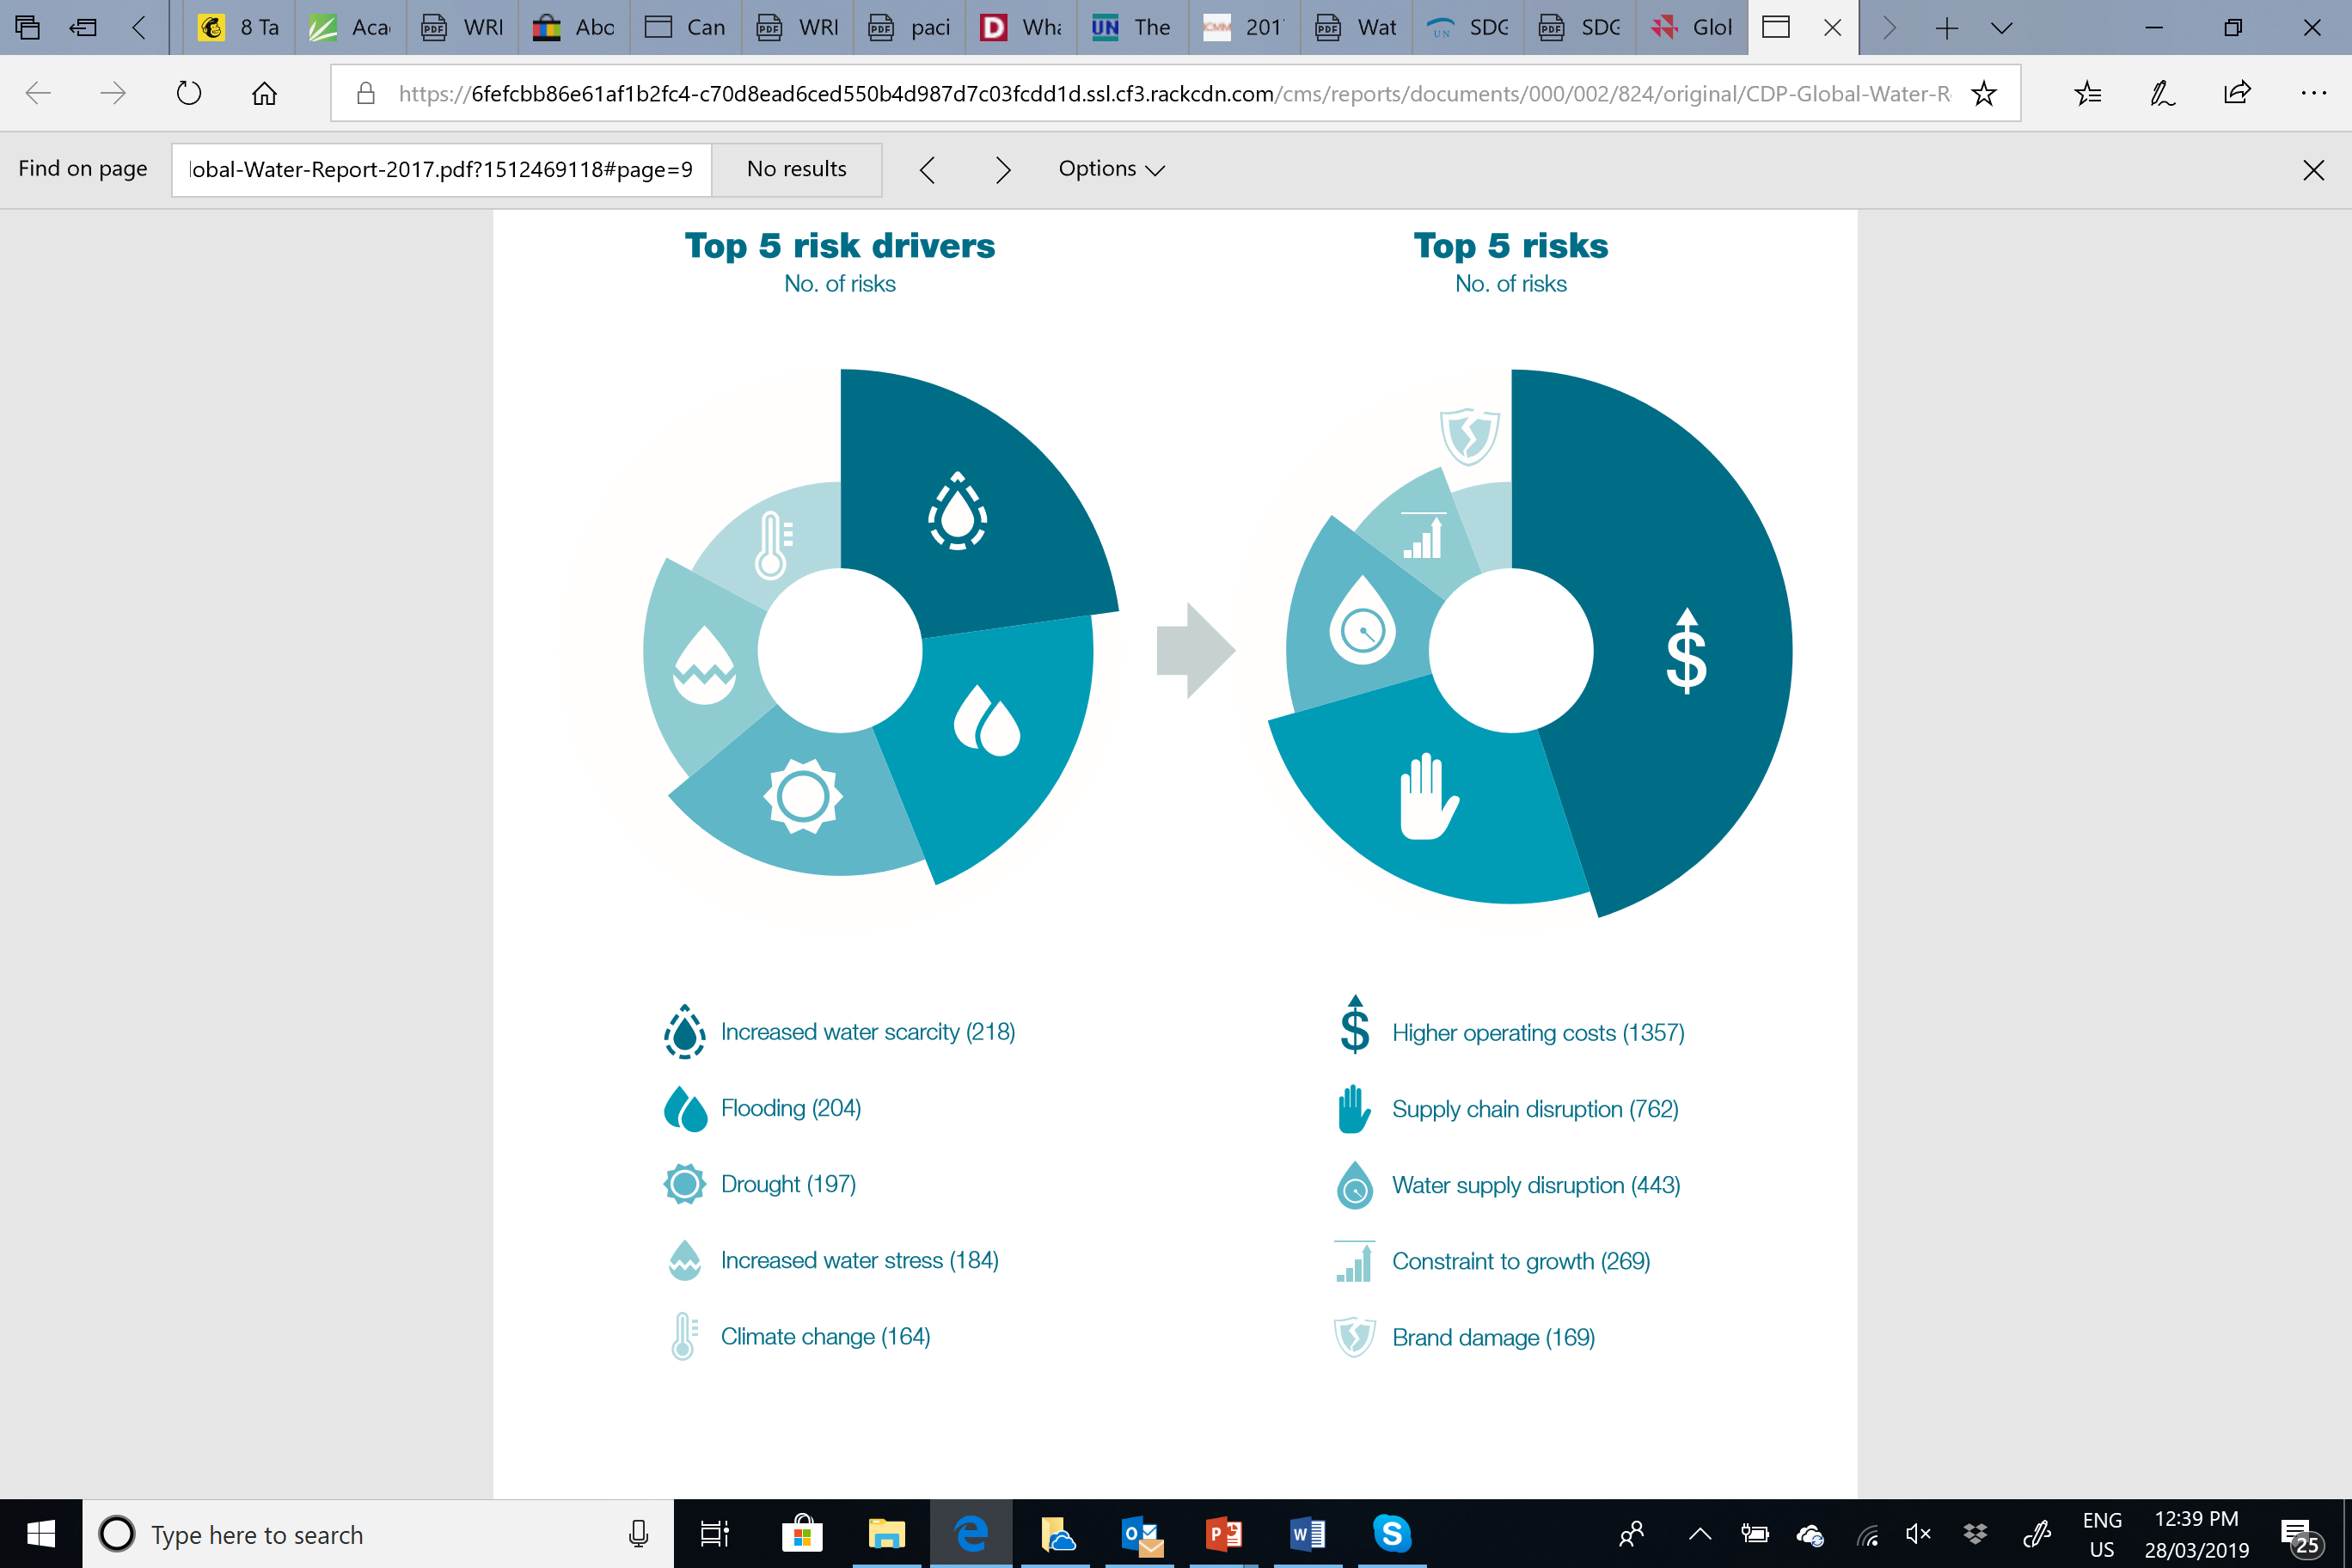 8 Ta
Aca
WRI
Abo
Can
WRI
paci
D
Wha
UN
The
ICMM
201
Wat
UN
SDG
SDG
Glol
https://6fefcbb86e61af1b2fc4-c70d8ead6ced550b4d987d7c03fcdd1d.ssl.cf3.rackcdn.com/cms/reports/documents/000/002/824/original/CDP-Global-Water-R
Find on page
lobal-Water-Report-2017.pdf?1512469118#page=9
No results
Options
Top 5 risk drivers
No. of risks
Top 5 risks
No. of risks
$
Increased water scarcity (218)
Flooding (204)
Drought (197)
Increased water stress (184)
Climate change (164)
$
Higher operating costs (1357)
Supply chain disruption (762)
Water supply disruption (443)
Constraint to growth (269)
Brand damage (169)
Type here to search
ENG
US
12:39 PM
28/03/2019
25